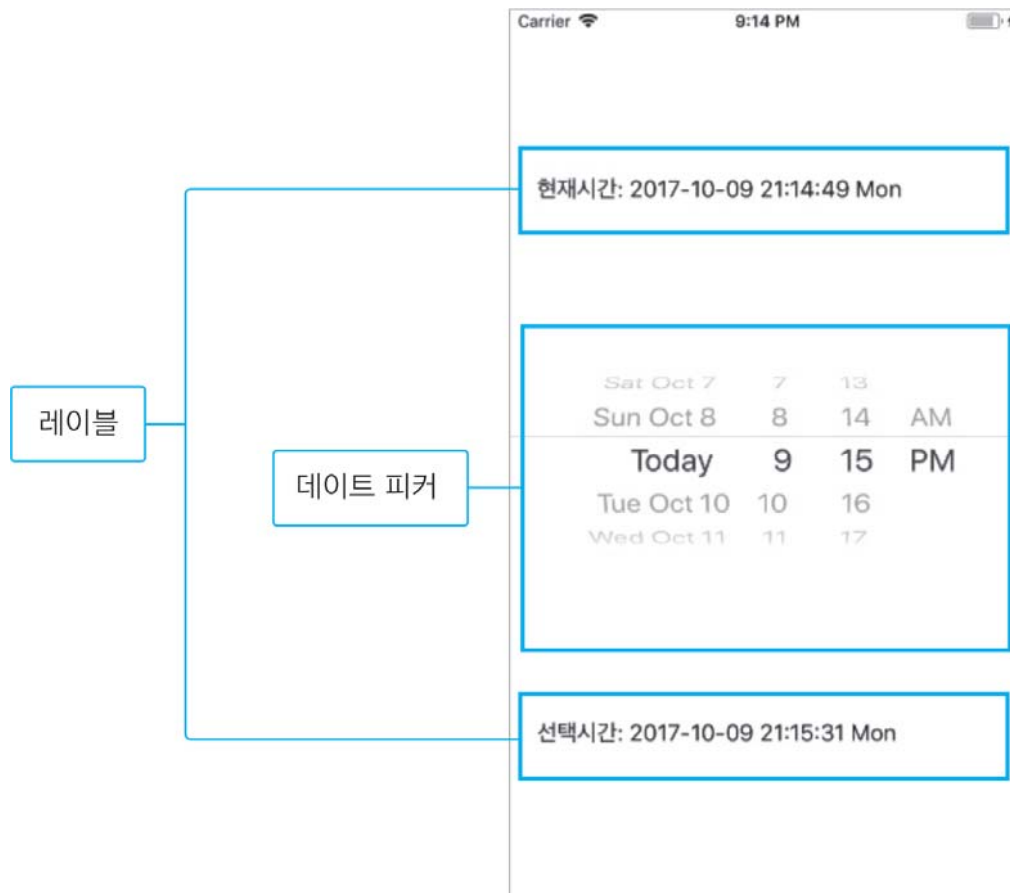 Carrier 9:14 PM
현재시간: 2017-10-09 21:14:49 Mon
레이블
데이트 피커
Sat Oct 7 7 13
Sun Oct 8 8 14 AM
Today 9 15 PM
Tue Oct 10 10 16
Wed Oct 11 11 17
선택시간: 2017-10-09 21:15:31 Mon